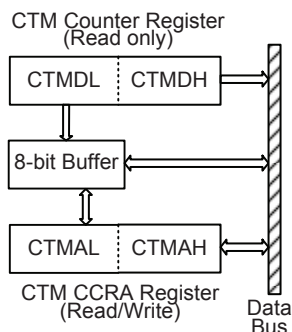 CTM Counter Register
(Read only)
CTMDL CTMDH
8-bit Buffer
CTMAL CTMAH
CTM CCRA Register
(Read/Write)
Data
Bus